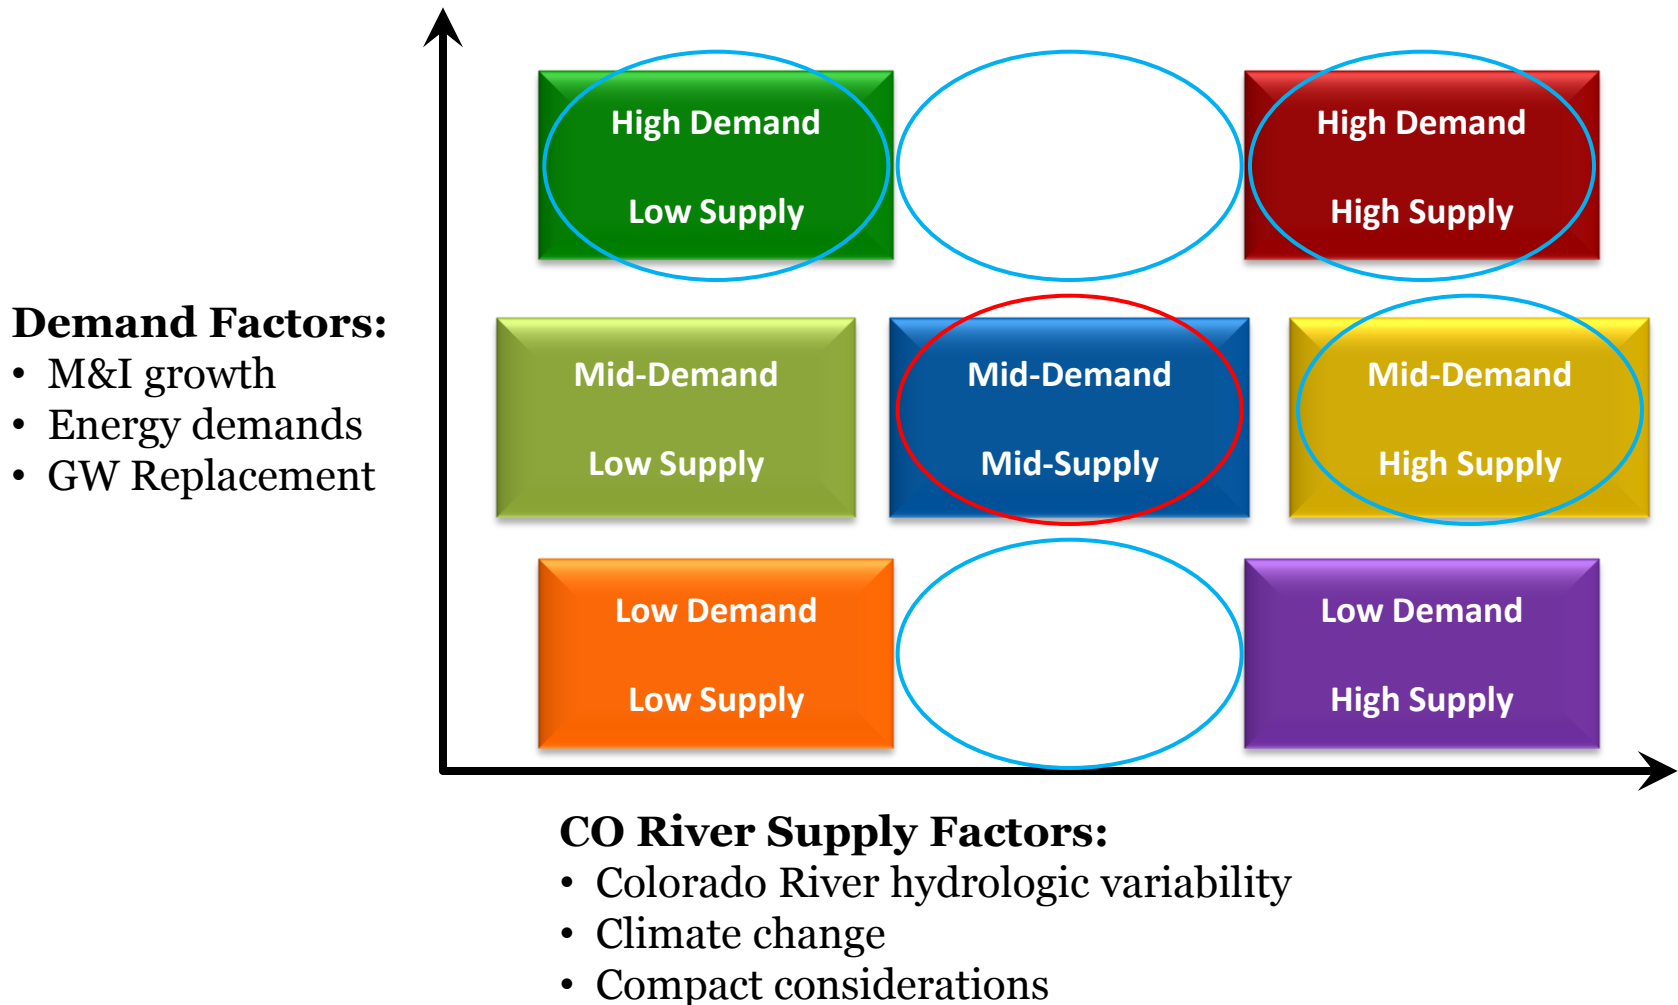 High Demand
Low Supply
High Demand
High Supply
Demand Factors:
• M&I growth
• Energy demands
• GW Replacement
Mid-Demand
Low Supply
Mid-Demand
Mid-Supply
Mid-Demand
High Supply
Low Demand
Low Supply
Low Demand
High Supply
CO River Supply Factors:
• Colorado River hydrologic variability
• Climate change
• Compact considerations